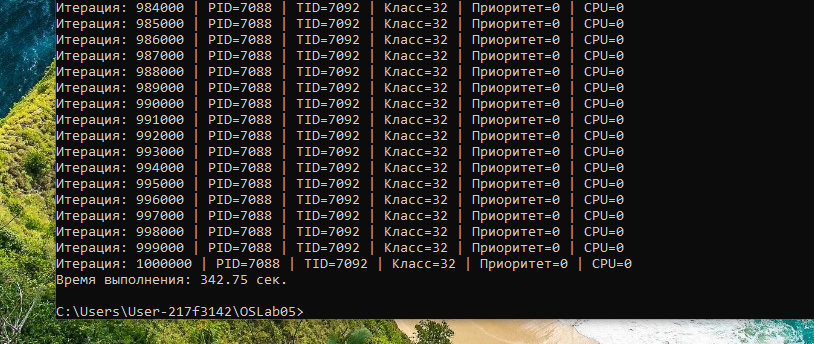 Итерация: 984000 | PID=7088 | TID=7092 | Класс=32 | Приоритет=0 | CPU=0
Итерация: 985000 | PID=7088 | TID=7092 | Класс=32 | Приоритет=0 | CPU=0
Итерация: 986000 | PID=7088 | TID=7092 | Класс=32 | Приоритет=0 | CPU=0
Итерация: 987000 | PID=7088 | TID=7092 | Класс=32 | Приоритет=0 | CPU=0
Итерация: 988000 | PID=7088 | TID=7092 | Класс=32 | Приоритет=0 | CPU=0
Итерация: 989000 | PID=7088 | TID=7092 | Класс=32 | Приоритет=0 | CPU=0
Итерация: 990000 | PID=7088 | TID=7092 | Класс=32 | Приоритет=0 | CPU=0
Итерация: 991000 | PID=7088 | TID=7092 | Класс=32 | Приоритет=0 | CPU=0
Итерация: 992000 | PID=7088 | TID=7092 | Класс=32 | Приоритет=0 | CPU=0
Итерация: 993000 | PID=7088 | TID=7092 | Класс=32 | Приоритет=0 | CPU=0
Итерация: 994000 | PID=7088 | TID=7092 | Класс=32 | Приоритет=0 | CPU=0
Итерация: 995000 | PID=7088 | TID=7092 | Класс=32 | Приоритет=0 | CPU=0
Итерация: 996000 | PID=7088 | TID=7092 | Класс=32 | Приоритет=0 | CPU=0
Итерация: 997000 | PID=7088 | TID=7092 | Класс=32 | Приоритет=0 | CPU=0
Итерация: 998000 | PID=7088 | TID=7092 | Класс=32 | Приоритет=0 | CPU=0
Итерация: 999000 | PID=7088 | TID=7092 | Класс=32 | Приоритет=0 | CPU=0
Итерация: 1000000 | PID=7088 | TID=7092 | Класс=32 | Приоритет=0 | CPU=0
Время выполнения: 342.75 сек.
C:\Users\User-217f3142\OSLab05>